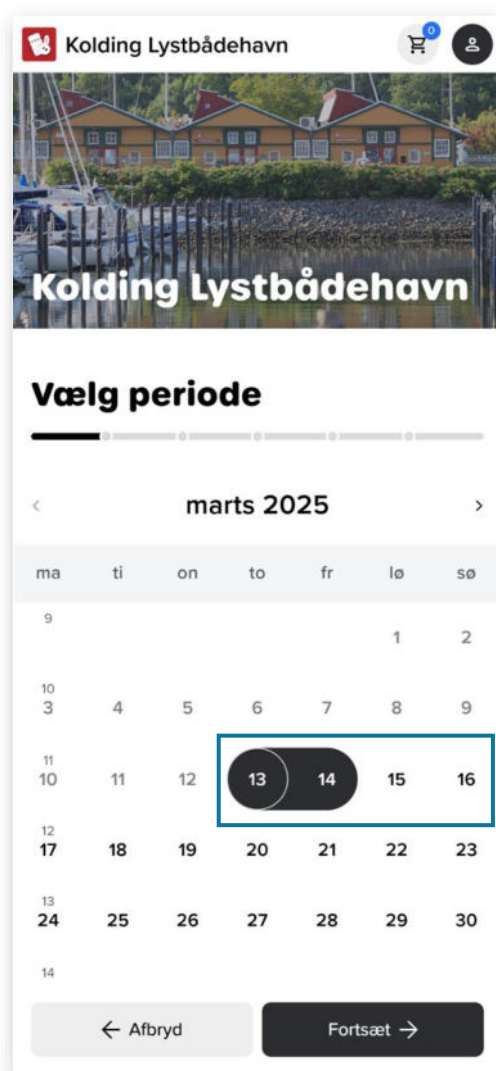 Kolding Lystbådehavn 0
Kolding Lystbådehavn
Vælg periode
marts 2025
ma ti on to fr lø sø
9
1 2
10
3 4 5 6 7 8 9
11
10 11 12 13 14 15 16
12
17 18 19 20 21 22 23
13
24 25 26 27 28 29 30
14
← Afbryd Fortsæt →